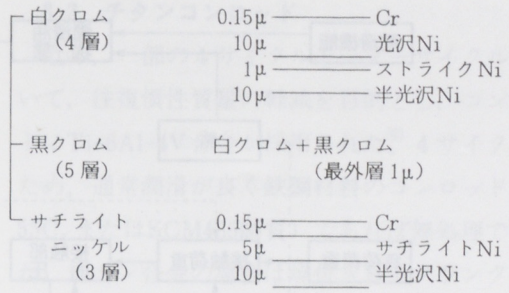 白クロム 0.15μ Cr
(4層) 10μ 光沢Ni
1μ ストライクNi
10μ 半光沢Ni
黒クロム 白クロム+黒クロム
(5層) (最外層1μ)
サチライト 0.15μ Cr
ニッケル 5μ サチライトNi
(3層) 10μ 半光沢Ni